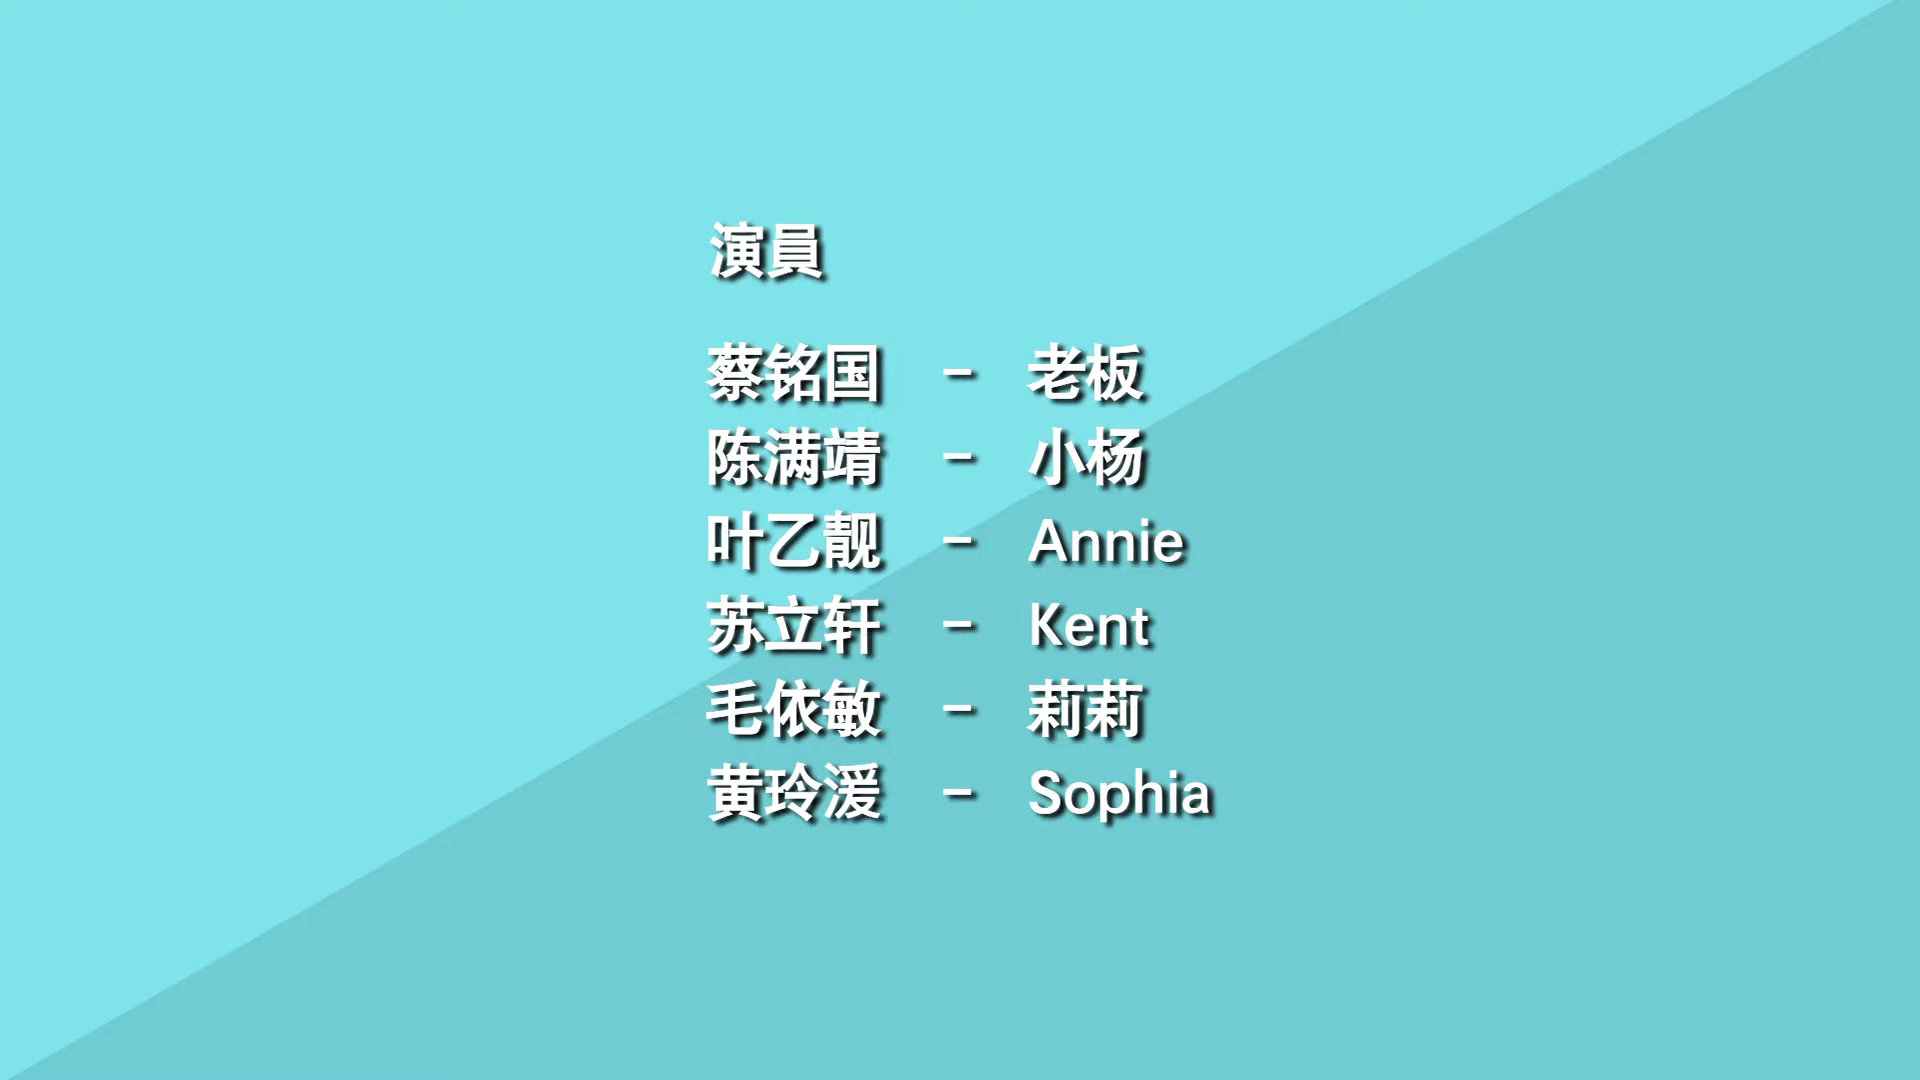 演員
蔡铭国 - 老板
陈满靖 - 小杨
叶乙靓 - Annie
苏立轩 - Kent
毛依敏 - 莉莉
黄玲湲 - Sophia